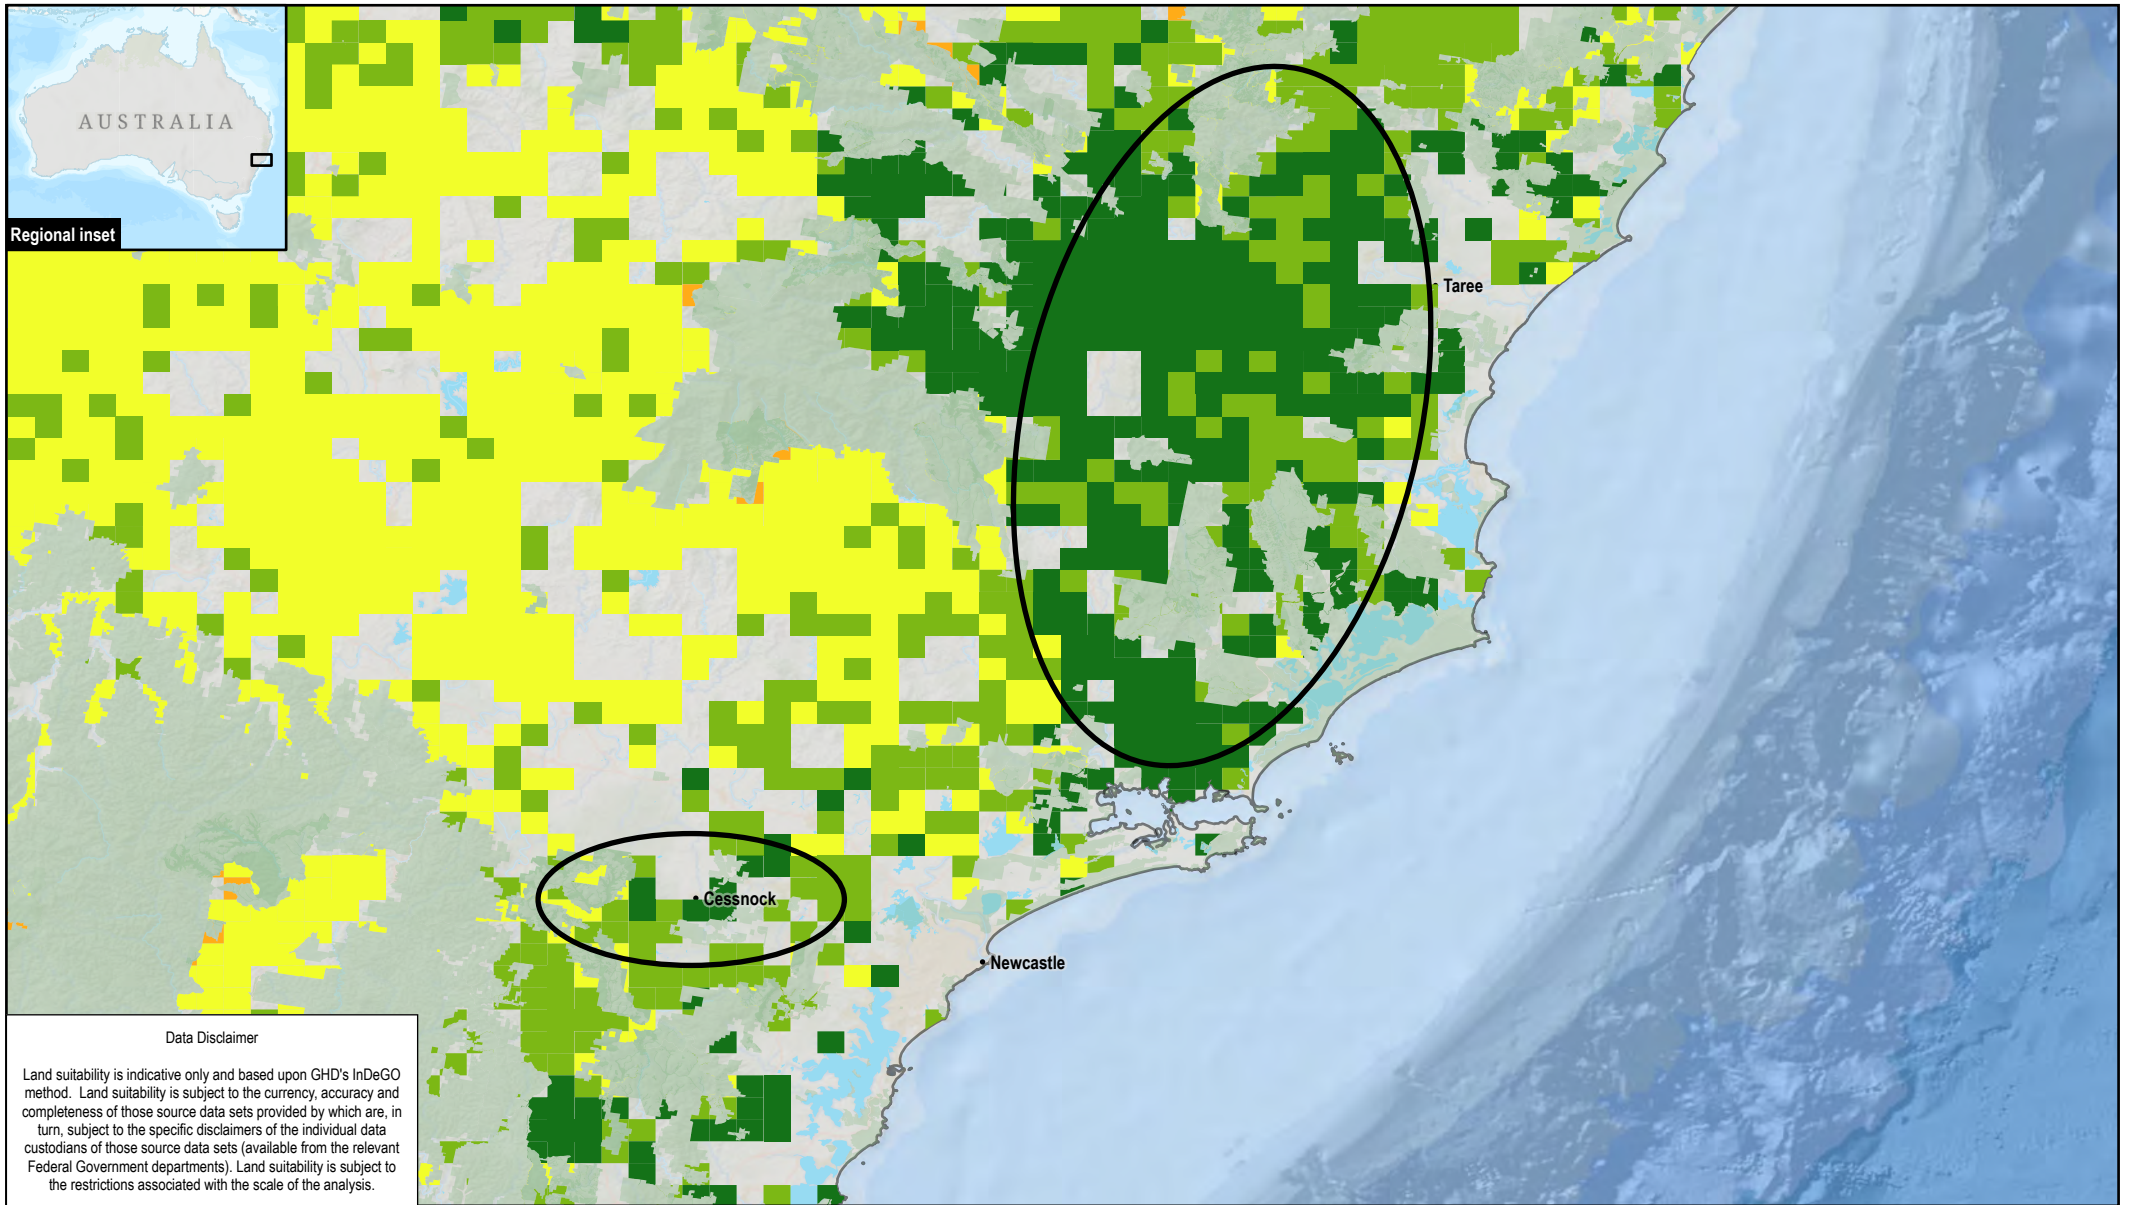 AUSTRALIA
Regional inset
Taree
Cessnock
Newcastle
Data Disclaimer
Land suitability is indicative only and based upon GHD's InDeGO
method. Land suitability is subject to the currency, accuracy and
completeness of those source data sets provided by which are, in
turn, subject to the specific disclaimers of the individual data
custodians of those source data sets (available from the relevant
Federal Government departments). Land suitability is subject to
the restrictions associated with the scale of the analysis.